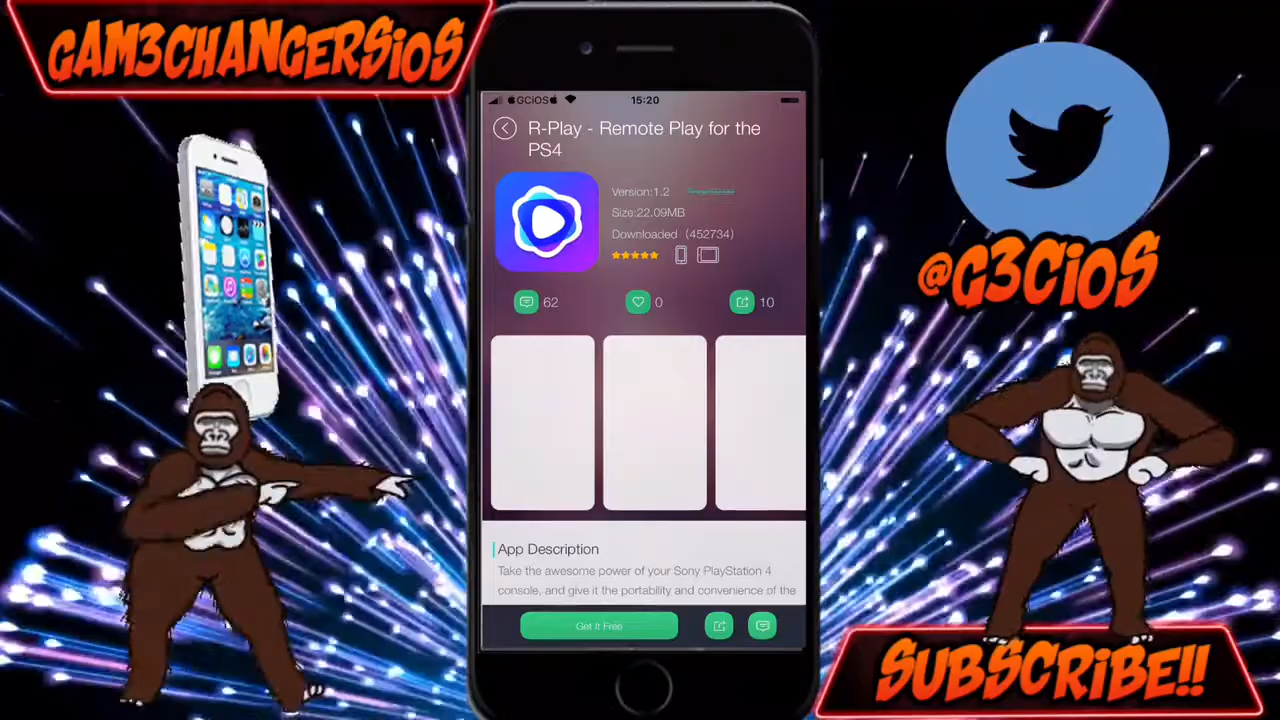 GAM3CHANGERSiOS
GCiOS
15:20
R-Play - Remote Play for the
PS4
Version:1.2
Size:22.09MB
Downloaded (452734)
62
0
10
App Description
Take the awesome power of your Sony PlayStation 4
console, and give it the portability and convenience of the
Get It Free
@G3CiOS
SUBSCRiBE!!